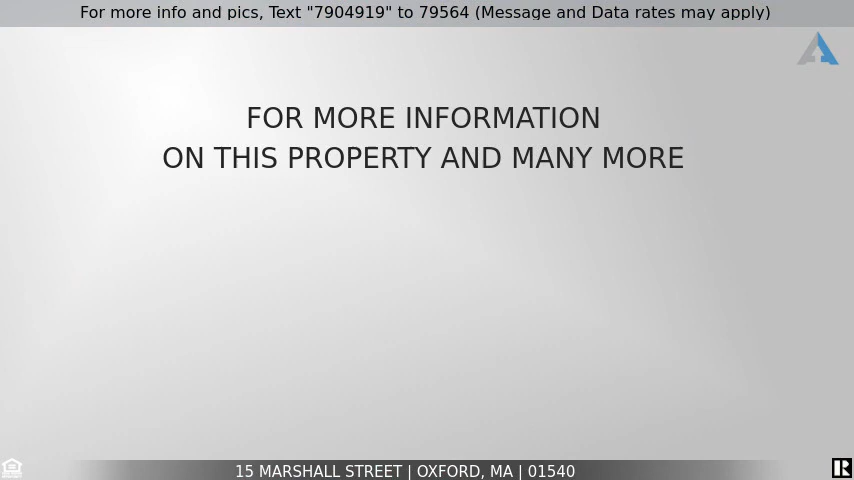 For more info and pics, Text "7904919" to 79564 (Message and Data rates may apply)
FOR MORE INFORMATION
ON THIS PROPERTY AND MANY MORE
15 MARSHALL STREET | OXFORD, MA | 01540